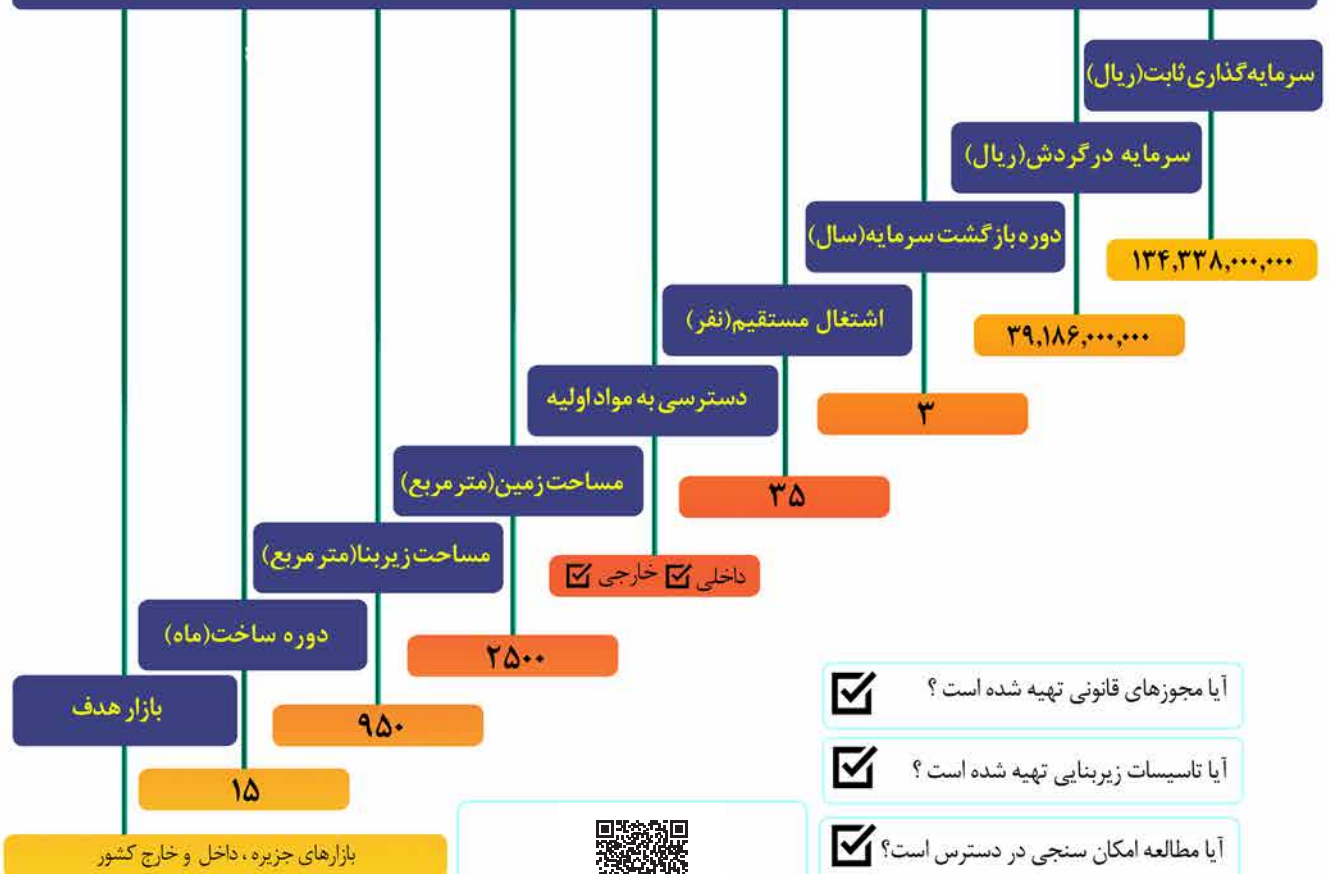 سرمایه‌گذاری ثابت(ریال)
۱۳۴,۳۳۸,۰۰۰,۰۰۰
سرمایه در گردش(ریال)
۳۹,۱۸۶,۰۰۰,۰۰۰
دوره بازگشت سرمایه(سال)
۳
اشتغال مستقیم(نفر)
۳۵
دسترسی به مواد اولیه
داخلی ☑ خارجی ☑
مساحت زمین(متر مربع)
۲۵۰۰
مساحت زیربنا(متر مربع)
۹۵۰
دوره ساخت(ماه)
۱۵
بازار هدف
بازارهای جزیره ، داخل و خارج کشور
آیا مجوزهای قانونی تهیه شده است ؟ ☑
آیا تاسیسات زیربنایی تهیه شده است ؟ ☑
آیا مطالعه امکان سنجی در دسترس است؟ ☑